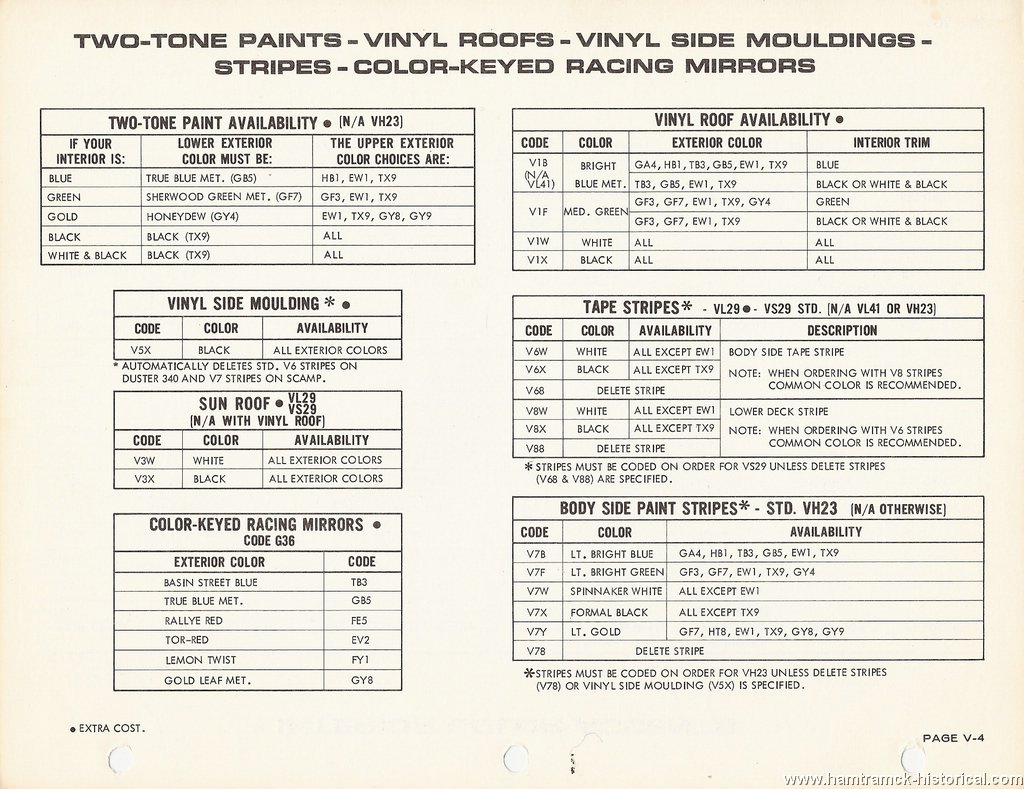 TWO-TONE PAINTS - VINYL ROOFS - VINYL SIDE MOULDINGS -
STRIPES - COLOR-KEYED RACING MIRRORS
TWO-TONE PAINT AVAILABILITY ● (N/A VH23)
IF YOUR INTERIOR IS: LOWER EXTERIOR COLOR MUST BE: THE UPPER EXTERIOR COLOR CHOICES ARE:
BLUE TRUE BLUE MET. (GB5) HB1, EW1, TX9
GREEN SHERWOOD GREEN MET. (GF7) GF3, EW1, TX9
GOLD HONEYDEW (GY4) EW1, TX9, GY8, GY9
BLACK BLACK (TX9) ALL
WHITE & BLACK BLACK (TX9) ALL
VINYL SIDE MOULDING * ●
CODE COLOR AVAILABILITY
V5X BLACK ALL EXTERIOR COLORS
* AUTOMATICALLY DELETES STD. V6 STRIPES ON
DUSTER 340 AND V7 STRIPES ON SCAMP.
SUN ROOF ● VL29 VS29
(N/A WITH VINYL ROOF)
CODE COLOR AVAILABILITY
V3W WHITE ALL EXTERIOR COLORS
V3X BLACK ALL EXTERIOR COLORS
COLOR-KEYED RACING MIRRORS ●
CODE G36
EXTERIOR COLOR CODE
BASIN STREET BLUE TB3
TRUE BLUE MET. GB5
RALLYE RED FE5
TOR-RED EV2
LEMON TWIST FY1
GOLD LEAF MET. GY8
● EXTRA COST.
VINYL ROOF AVAILABILITY ●
CODE COLOR EXTERIOR COLOR INTERIOR TRIM
V1B (N/A VL41) BRIGHT BLUE MET. GA4, HB1, TB3, GB5, EW1, TX9 BLUE
TB3, GB5, EW1, TX9 BLACK OR WHITE & BLACK
V1F MED. GREEN GF3, GF7, EW1, TX9, GY4 GREEN
GF3, GF7, EW1, TX9 BLACK OR WHITE & BLACK
V1W WHITE ALL ALL
V1X BLACK ALL ALL
TAPE STRIPES* - VL29 ● - VS29 STD. (N/A VL41 OR VH23)
CODE COLOR AVAILABILITY DESCRIPTION
V6W WHITE ALL EXCEPT EW1 BODY SIDE TAPE STRIPE
V6X BLACK ALL EXCEPT TX9 NOTE: WHEN ORDERING WITH V8 STRIPES
COMMON COLOR IS RECOMMENDED.
V68 DELETE STRIPE
V8W WHITE ALL EXCEPT EW1 LOWER DECK STRIPE
V8X BLACK ALL EXCEPT TX9 NOTE: WHEN ORDERING WITH V6 STRIPES
COMMON COLOR IS RECOMMENDED.
V88 DELETE STRIPE
* STRIPES MUST BE CODED ON ORDER FOR VS29 UNLESS DELETE STRIPES
(V68 & V88) ARE SPECIFIED.
BODY SIDE PAINT STRIPES* - STD. VH23 (N/A OTHERWISE)
CODE COLOR AVAILABILITY
V7B LT. BRIGHT BLUE GA4, HB1, TB3, GB5, EW1, TX9
V7F LT. BRIGHT GREEN GF3, GF7, EW1, TX9, GY4
V7W SPINNAKER WHITE ALL EXCEPT EW1
V7X FORMAL BLACK ALL EXCEPT TX9
V7Y LT. GOLD GF7, HT8, EW1, TX9, GY8, GY9
V78 DELETE STRIPE
*STRIPES MUST BE CODED ON ORDER FOR VH23 UNLESS DELETE STRIPES
(V78) OR VINYL SIDE MOULDING (V5X) IS SPECIFIED.
PAGE V-4
www.hamtramck-historical.com